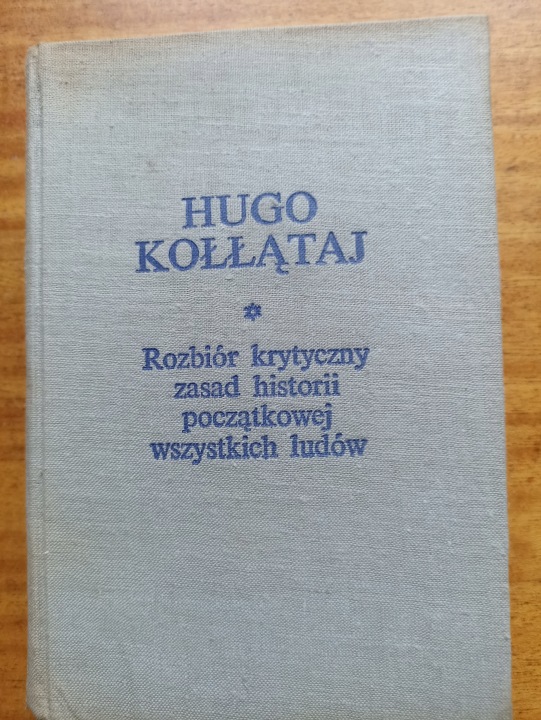 HUGO
KOŁŁĄTAJ
*
Rozbiór krytyczny
zasad historii
początkowej
wszystkich ludów